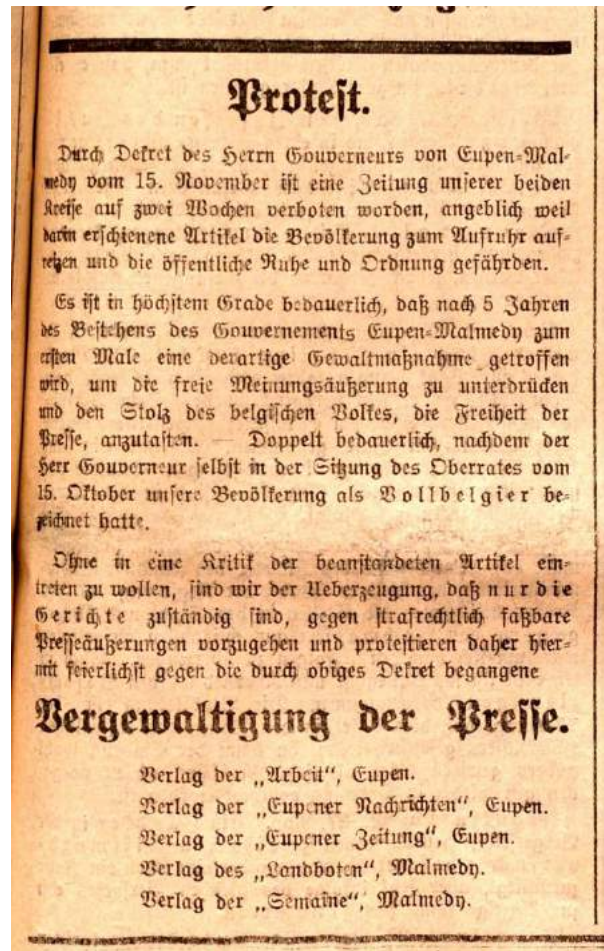 Protest.
Durch Dekret des Herrn Gouverneurs von Eupen-Mal-
medy vom 15. November ist eine Zeitung unserer beiden
Kreise auf zwei Wochen verboten worden, angeblich weil
darin erschienene Artikel die Bevölkerung zum Aufruhr auf-
reizen und die öffentliche Ruhe und Ordnung gefährden.
Es ist in höchstem Grade bedauerlich, daß nach 5 Jahren
des Bestehens des Gouvernements Eupen-Malmedy zum
ersten Male eine derartige Gewaltmaßnahme getroffen
wird, um die freie Meinungsäußerung zu unterdrücken
und den Stolz des belgischen Volkes, die Freiheit der
Presse, anzutasten. — Doppelt bedauerlich, nachdem der
Herr Gouverneur selbst in der Sitzung des Oberrates vom
15. Oktober unsere Bevölkerung als Vollbelgier be-
zeichnet hatte.
Ohne in eine Kritik der beanstandeten Artikel ein-
treten zu wollen, sind wir der Ueberzeugung, daß nur die
Gerichte zuständig sind, gegen strafrechtlich faßbare
Presseäußerungen vorzugehen und protestieren daher hier-
mit feierlichst gegen die durch obiges Dekret begangene
Vergewaltigung der Presse.
Verlag der „Arbeit“, Eupen.
Verlag der „Eupener Nachrichten“, Eupen.
Verlag der „Eupener Zeitung“, Eupen.
Verlag des „Landboten“, Malmedy.
Verlag der „Semaine“, Malmedy.